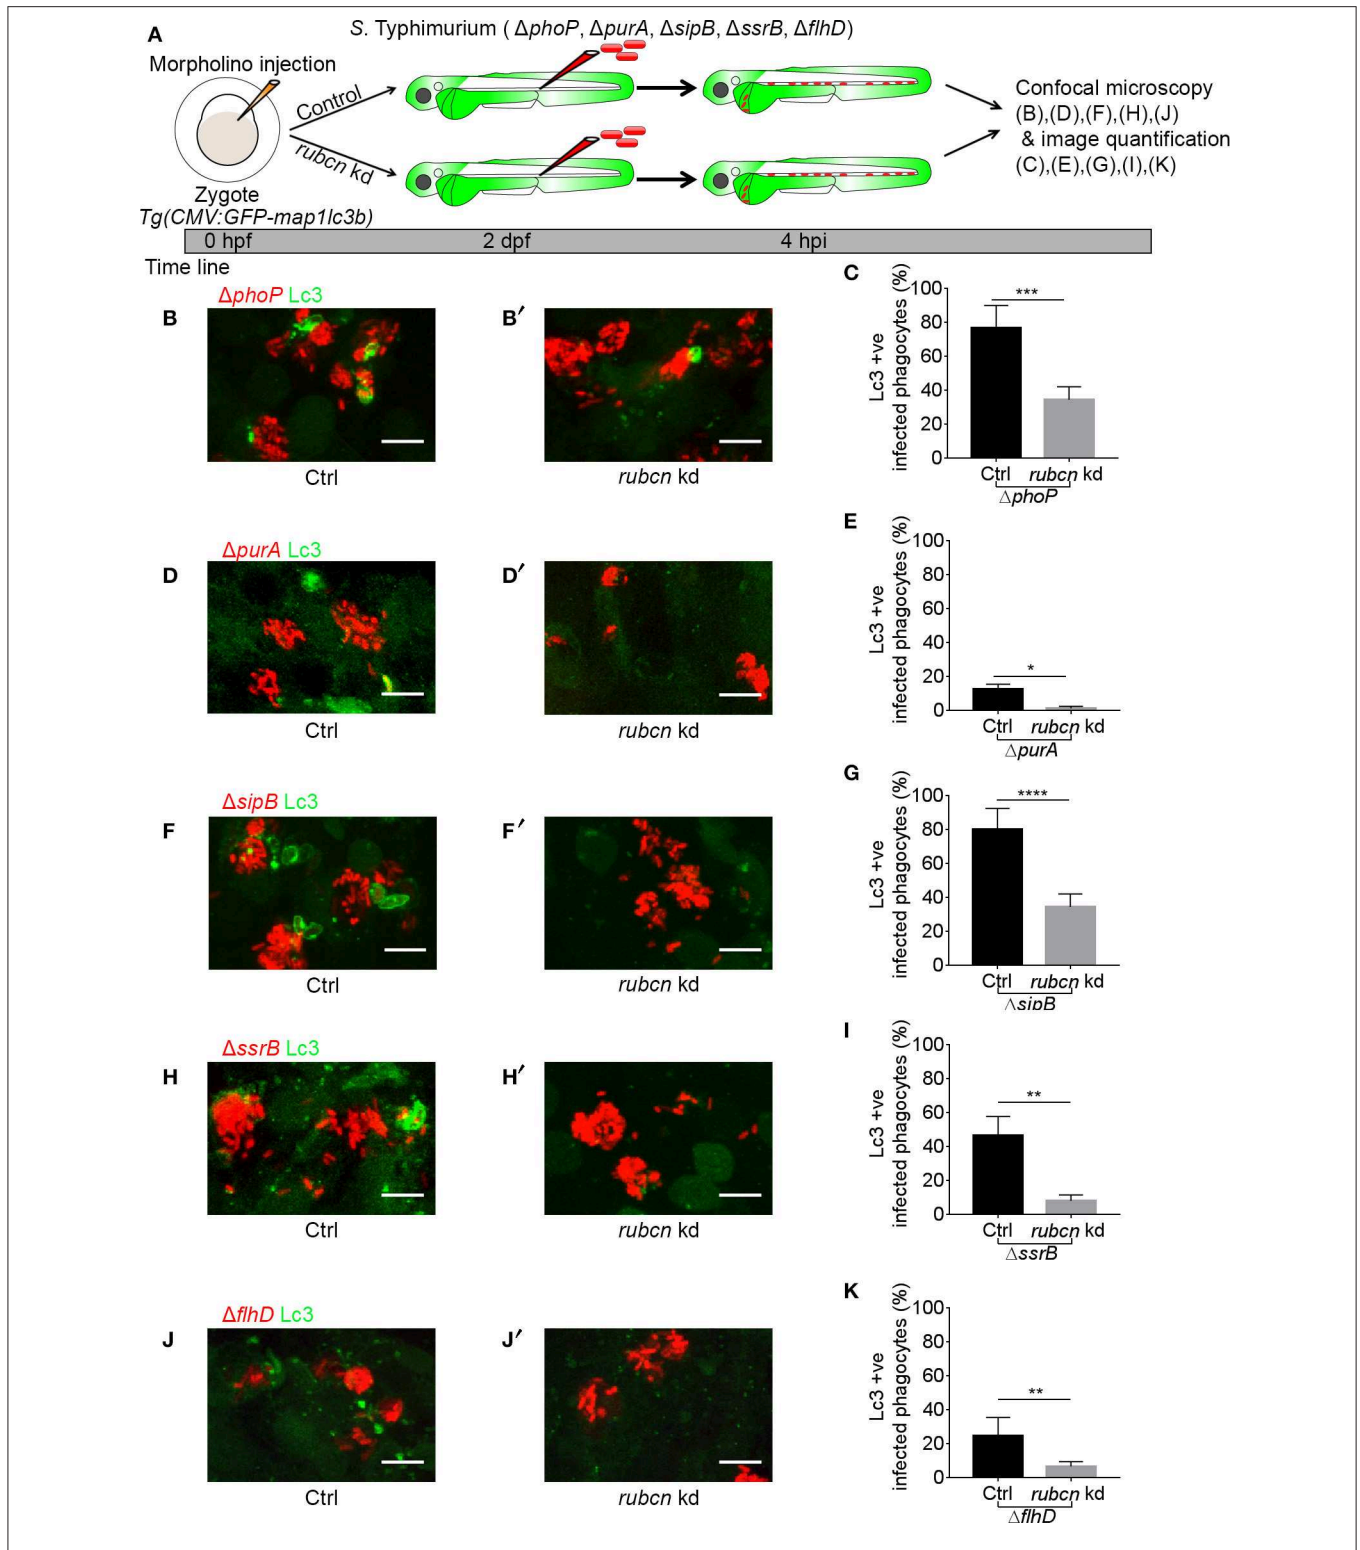 A
S. Typhimurium ( ΔphoP, ΔpurA, ΔsipB, ΔssrB, ΔflhD)
Morpholino injection
Control
rubcn kd
Zygote
Tg(CMV:GFP-map1lc3b)
Confocal microscopy
(B),(D),(F),(H),(J)
& image quantification
(C),(E),(G),(I),(K)
0 hpf 2 dpf 4 hpi
Time line
ΔphoP Lc3
B
Ctrl
B′
rubcn kd
C
Lc3 +ve
infected phagocytes (%)
100
80
60
40
20
0
***
Ctrl rubcn kd
ΔphoP
ΔpurA Lc3
D
Ctrl
D′
rubcn kd
E
Lc3 +ve
infected phagocytes (%)
100
80
60
40
20
0
*
Ctrl rubcn kd
ΔpurA
ΔsipB Lc3
F
Ctrl
F′
rubcn kd
G
Lc3 +ve
infected phagocytes (%)
100
80
60
40
20
0
****
Ctrl rubcn kd
ΔsipB
ΔssrB Lc3
H
Ctrl
H′
rubcn kd
I
Lc3 +ve
infected phagocytes (%)
100
80
60
40
20
0
**
Ctrl rubcn kd
ΔssrB
ΔflhD Lc3
J
Ctrl
J′
rubcn kd
K
Lc3 +ve
infected phagocytes (%)
100
80
60
40
20
0
**
Ctrl rubcn kd
ΔflhD